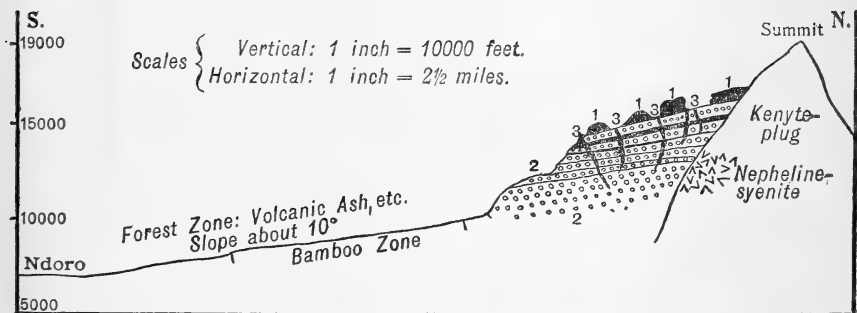 S.
N.
19000
Summit
Scales { Vertical: 1 inch = 10000 feet.
Horizontal: 1 inch = 2½ miles.
1
1
1
1
15000
3
3
3
3
Kenyte-
plug
2
Nepheline-
syenite
10000
2
Forest Zone: Volcanic Ash, etc.
Slope about 10°
Bamboo Zone
Ndoro
5000